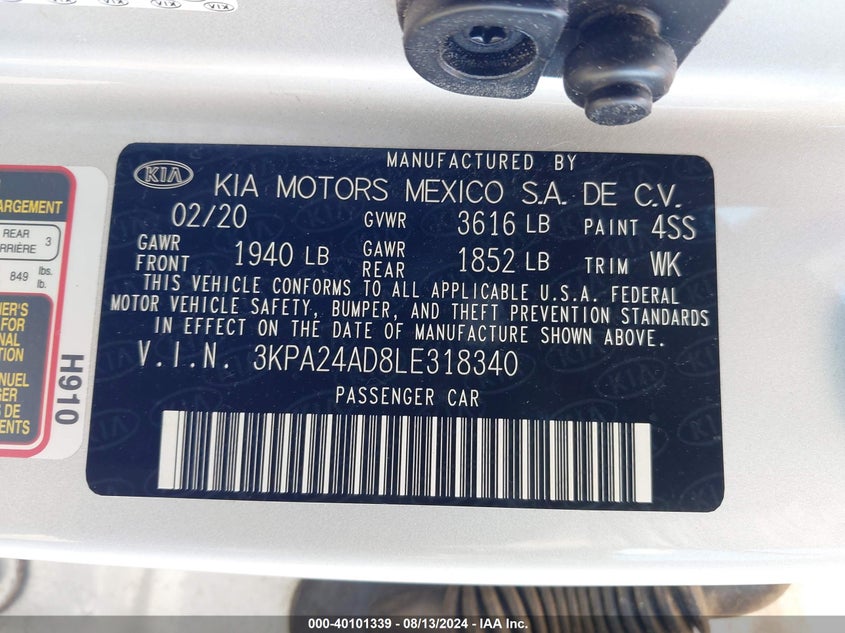 KIA
MANUFACTURED BY
KIA MOTORS MEXICO S.A. DE C.V.
02/20 GVWR 3616 LB PAINT 4SS
GAWR FRONT 1940 LB GAWR REAR 1852 LB TRIM WK
THIS VEHICLE CONFORMS TO ALL APPLICABLE U.S.A. FEDERAL
MOTOR VEHICLE SAFETY, BUMPER, AND THEFT PREVENTION STANDARDS
IN EFFECT ON THE DATE OF MANUFACTURE SHOWN ABOVE.
V.I.N. 3KPA24AD8LE318340
PASSENGER CAR
ARGEMENT
REAR 3
849 lbs.
lb.
FOR
H910
DE
000-40101339 - 08/13/2024 - IAA Inc.